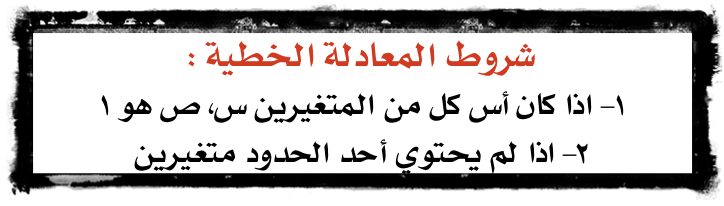 شروط المعادلة الخطية :
١- اذا كان أس كل من المتغيرين س، ص هو ١
٢- اذا لم يحتوي أحد الحدود متغيرين